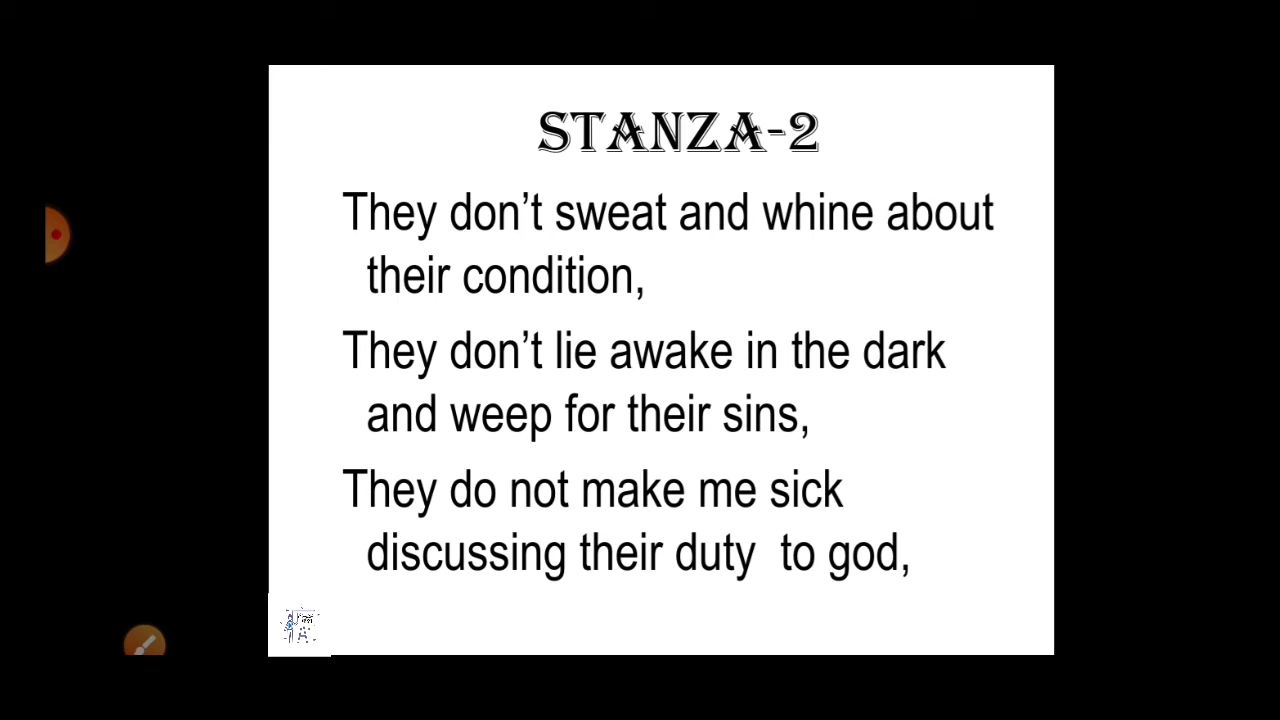 STANZA-2
They don’t sweat and whine about
their condition,
They don’t lie awake in the dark
and weep for their sins,
They do not make me sick
discussing their duty to god,